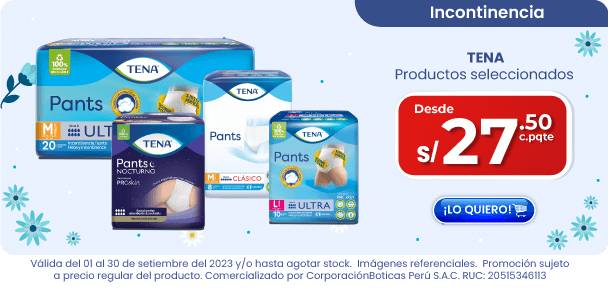 Incontinencia
TENA
Productos seleccionados
Desde
S/ 27.50
c.pqte
¡LO QUIERO!
TENA
Pants
M
ULT
20
TENA
Pants
M
CLÁSICO
8
TENA
Pants
NOCTURNO
PROskin
TENA
Pants
L
ULTRA
10
Válida del 01 al 30 de setiembre del 2023 y/o hasta agotar stock. Imágenes referenciales. Promoción sujeto
a precio regular del producto. Comercializado por CorporaciónBoticas Perú S.A.C. RUC: 20515346113